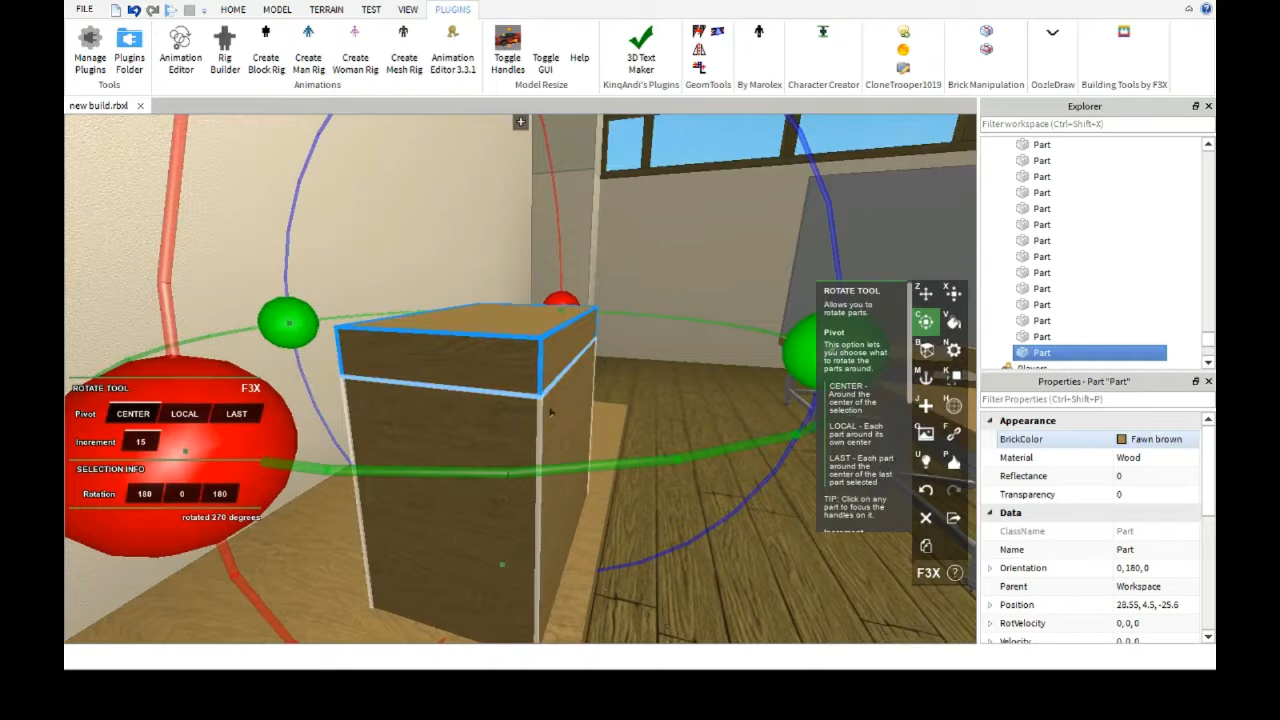 FILE HOME MODEL TERRAIN TEST VIEW PLUGINS
Manage Plugins Plugins Folder Animation Editor Rig Builder Create Block Rig Create Man Rig Create Woman Rig Create Mesh Rig Animation Editor 3.3.1 Toggle Handles Toggle GUI Help 3D Text Maker
Tools Animations Model Resize KinqAndi's Plugins GeomTools By Marolex Character Creator CloneTrooper1019 Brick Manipulation OozleDraw Building Tools by F3X
new build.rbxl
Explorer
Filter workspace (Ctrl+Shift+X)
Part
Part
Part
Part
Part
Part
Part
Part
Part
Part
Part
Part
Part
Part
Properties - Part "Part"
Filter Properties (Ctrl+Shift+P)
Appearance
BrickColor Fawn brown
Material Wood
Reflectance 0
Transparency 0
Data
ClassName Part
Name Part
Orientation 0,180,0
Parent Workspace
Position 28.55, 4.5, -25.6
RotVelocity 0,0,0
Velocity 0,0,0
ROTATE TOOL F3X
Pivot CENTER LOCAL LAST
Increment 15
SELECTION INFO
Rotation 180 0 180
rotated 270 degrees
ROTATE TOOL
Allows you to
rotate parts.
Pivot
This option lets
you choose what
to rotate the
parts around.
CENTER -
Around the
center of the
selection
LOCAL - Each
part around its
own center
LAST - Each part
around the
center of the last
part selected
TIP: Click on any
part to focus the
handles on it.
Increment
Z X
C V
B N
M K
J H
G F
U P
F3X ?